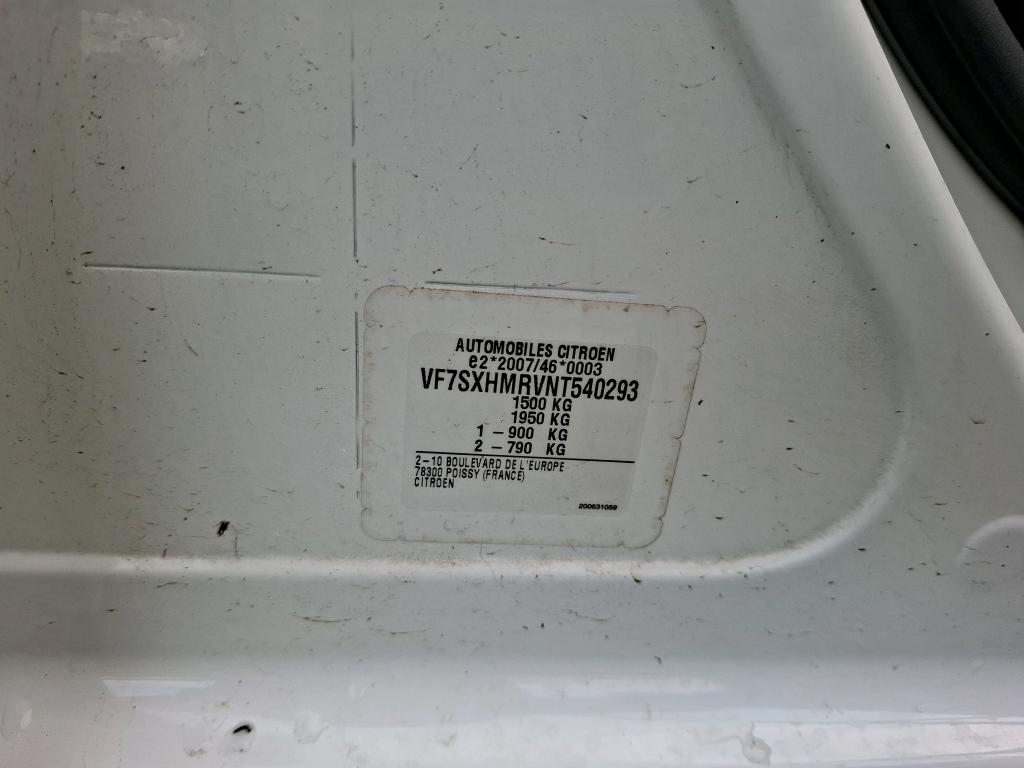 AUTOMOBILES CITROEN
e2*2007/46*0003
VF7SXHMRVNT540293
1500 KG
1950 KG
1 – 900 KG
2 – 790 KG
2–10 BOULEVARD DE L'EUROPE
78300 POISSY (FRANCE)
CITROEN
200631059